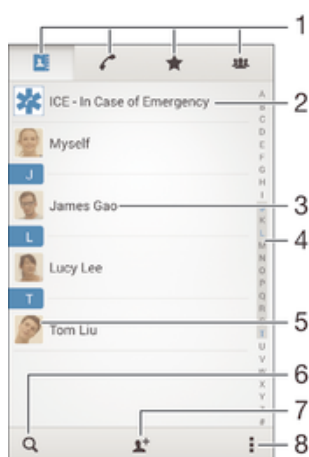 1
ICE - In Case of Emergency
2
Myself
J
James Gao
3
L
4
Lucy Lee
T
Tom Liu
5
6
7
8
A
B
C
D
E
F
G
H
I
J
K
L
M
N
O
P
Q
R
S
T
U
V
W
X
Y
Z
#